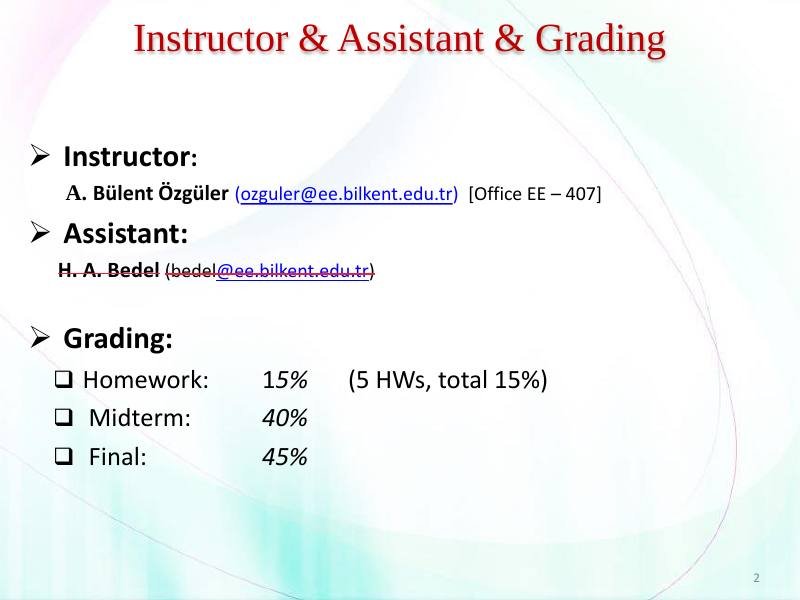 Instructor & Assistant & Grading
➢ Instructor:
A. Bülent Özgüler (ozguler@ee.bilkent.edu.tr) [Office EE – 407]
➢ Assistant:
H. A. Bedel (bedel@ee.bilkent.edu.tr)
➢ Grading:
❑ Homework: 15% (5 HWs, total 15%)
❑ Midterm: 40%
❑ Final: 45%
2